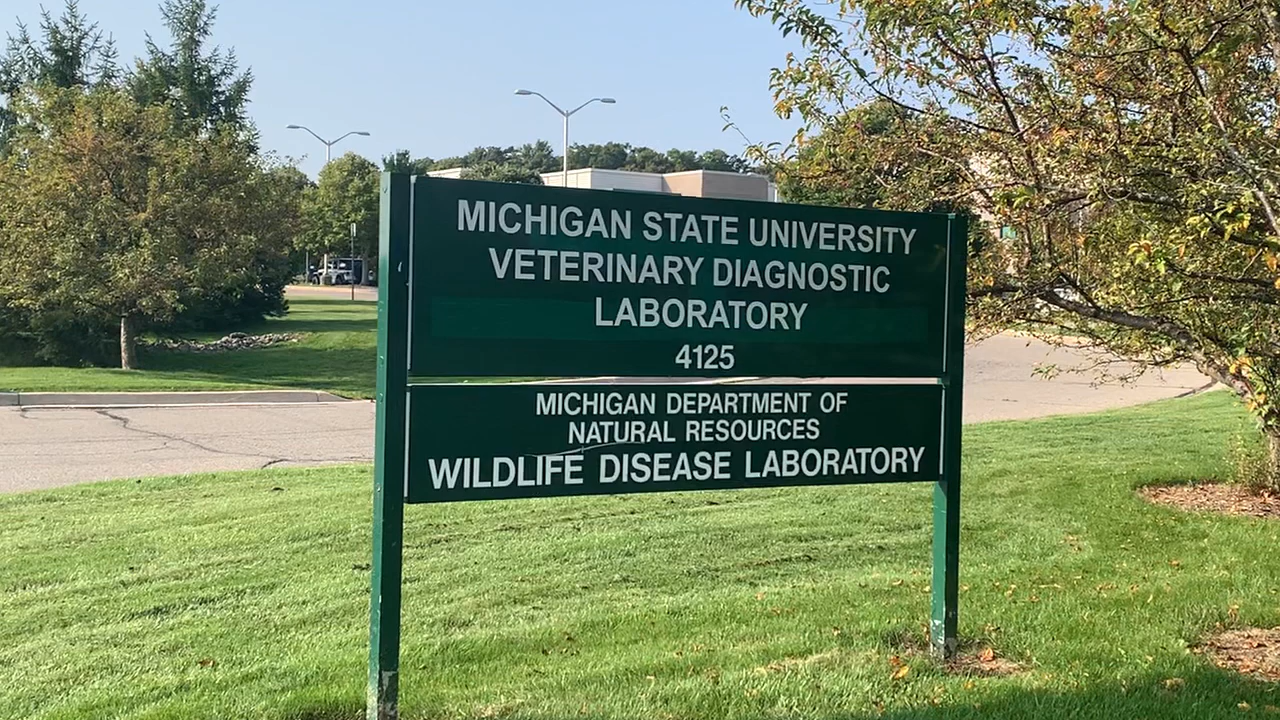 MICHIGAN STATE UNIVERSITY
VETERINARY DIAGNOSTIC
LABORATORY
4125
MICHIGAN DEPARTMENT OF
NATURAL RESOURCES
WILDLIFE DISEASE LABORATORY